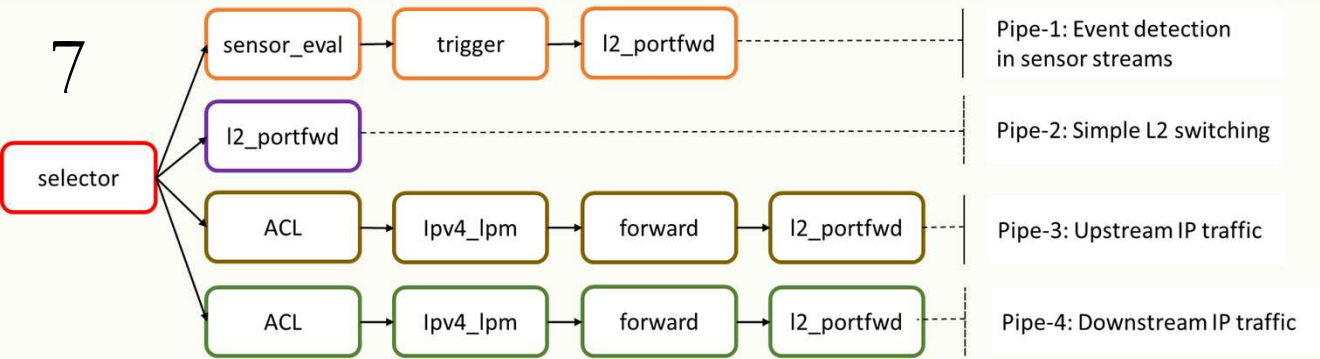 7
selector
sensor_eval
trigger
l2_portfwd
Pipe-1: Event detection
in sensor streams
l2_portfwd
Pipe-2: Simple L2 switching
ACL
Ipv4_lpm
forward
l2_portfwd
Pipe-3: Upstream IP traffic
ACL
Ipv4_lpm
forward
l2_portfwd
Pipe-4: Downstream IP traffic